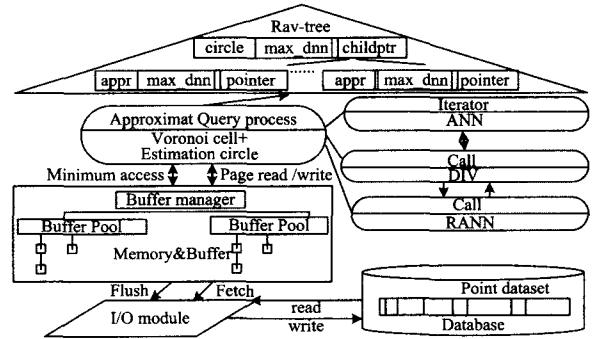 Rav-tree
circle max_dnn childptr
appr max_dnn pointer ...... appr max_dnn pointer
Approximat Query process
Voronoi cell+
Estimation circle
Iterator
ANN
Call
DIV
Call
RANN
Minimum access Page read /write
Buffer manager
Buffer Pool Buffer Pool
Memory&Buffer
Flush Fetch
I/O module
read
write
Point dataset
Database